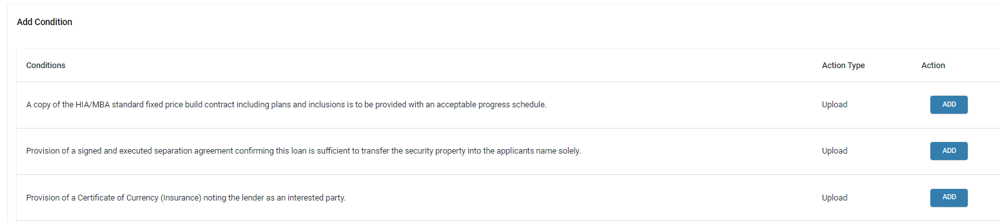 Add Condition
Conditions Action Type Action
A copy of the HIA/MBA standard fixed price build contract including plans and inclusions is to be provided with an acceptable progress schedule. Upload ADD
Provision of a signed and executed separation agreement confirming this loan is sufficient to transfer the security property into the applicants name solely. Upload ADD
Provision of a Certificate of Currency (Insurance) noting the lender as an interested party. Upload ADD